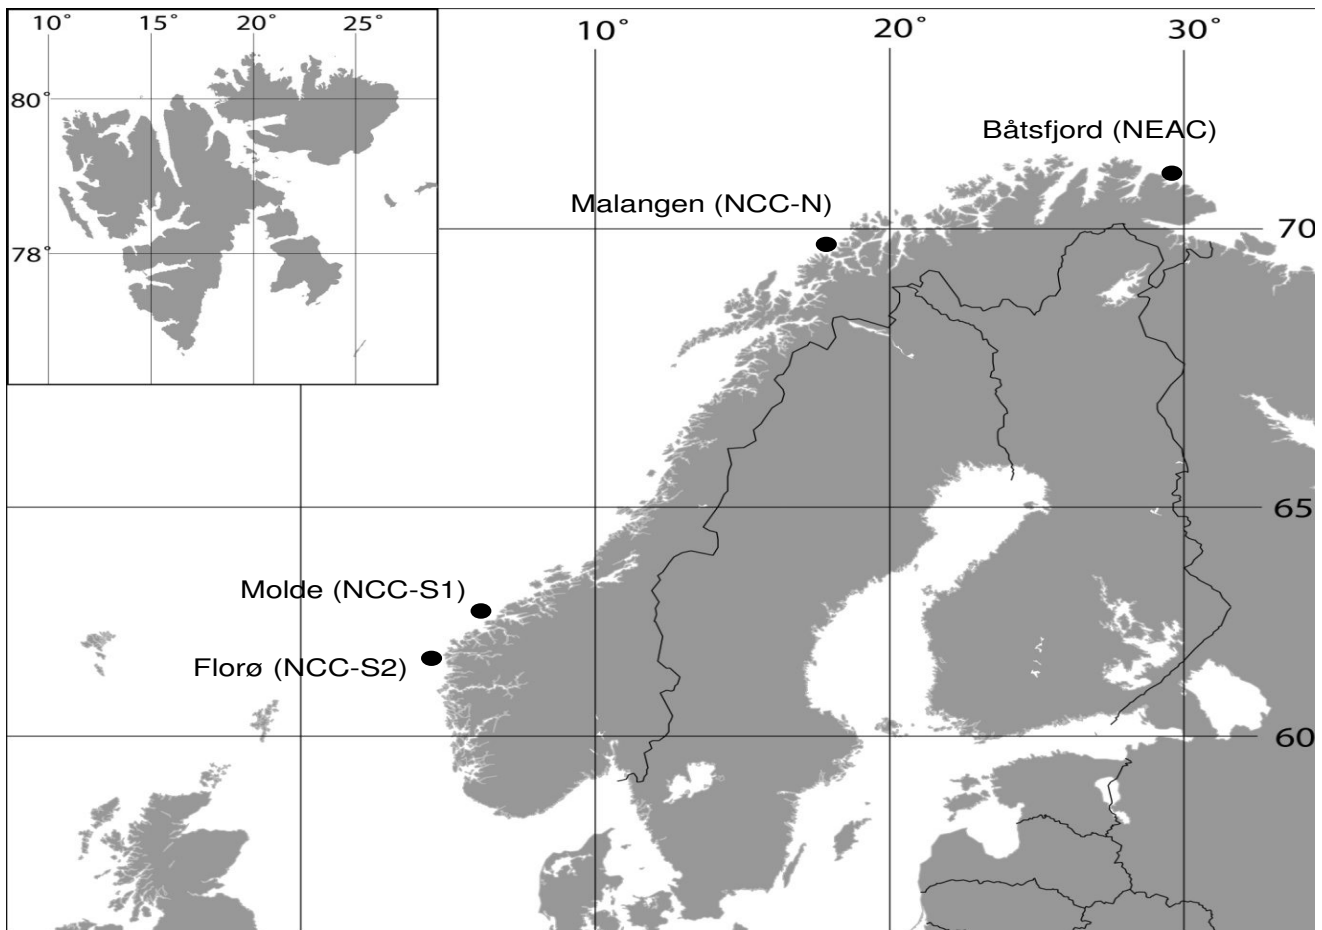 10° 15° 20° 25°
10° 20° 30°
80°
78°
Båtsfjord (NEAC)
Malangen (NCC-N)
70
65
Molde (NCC-S1)
Florø (NCC-S2)
60